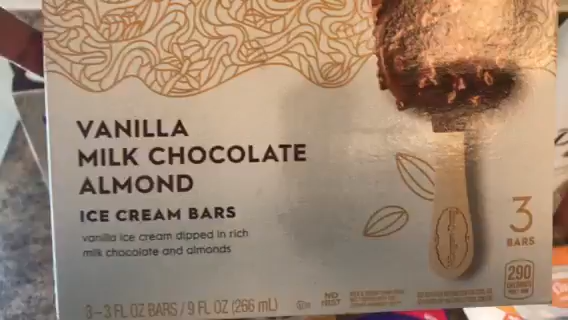 VANILLA
MILK CHOCOLATE
ALMOND
ICE CREAM BARS
vanilla ice cream dipped in rich
milk chocolate and almonds
3
BARS
290
3–3 FL OZ BARS / 9 FL OZ (266 mL)
NO